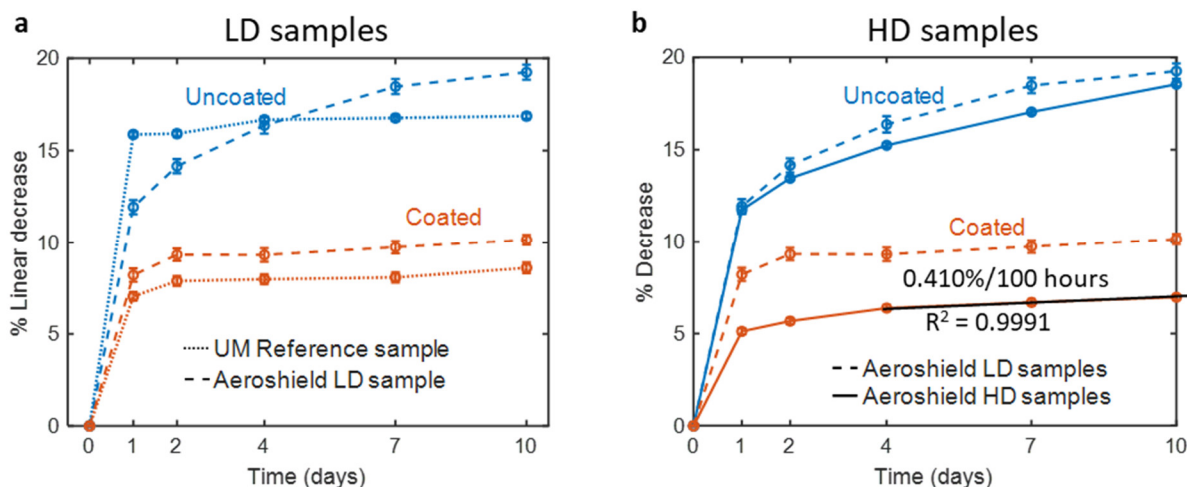 a
LD samples
20
15
10
5
0
% Linear decrease
Uncoated
Coated
UM Reference sample
Aeroshield LD sample
0 1 2 4 7 10
Time (days)
b
HD samples
20
15
10
5
0
% Decrease
Uncoated
Coated
0.410%/100 hours
R² = 0.9991
Aeroshield LD samples
Aeroshield HD samples
0 1 2 4 7 10
Time (days)